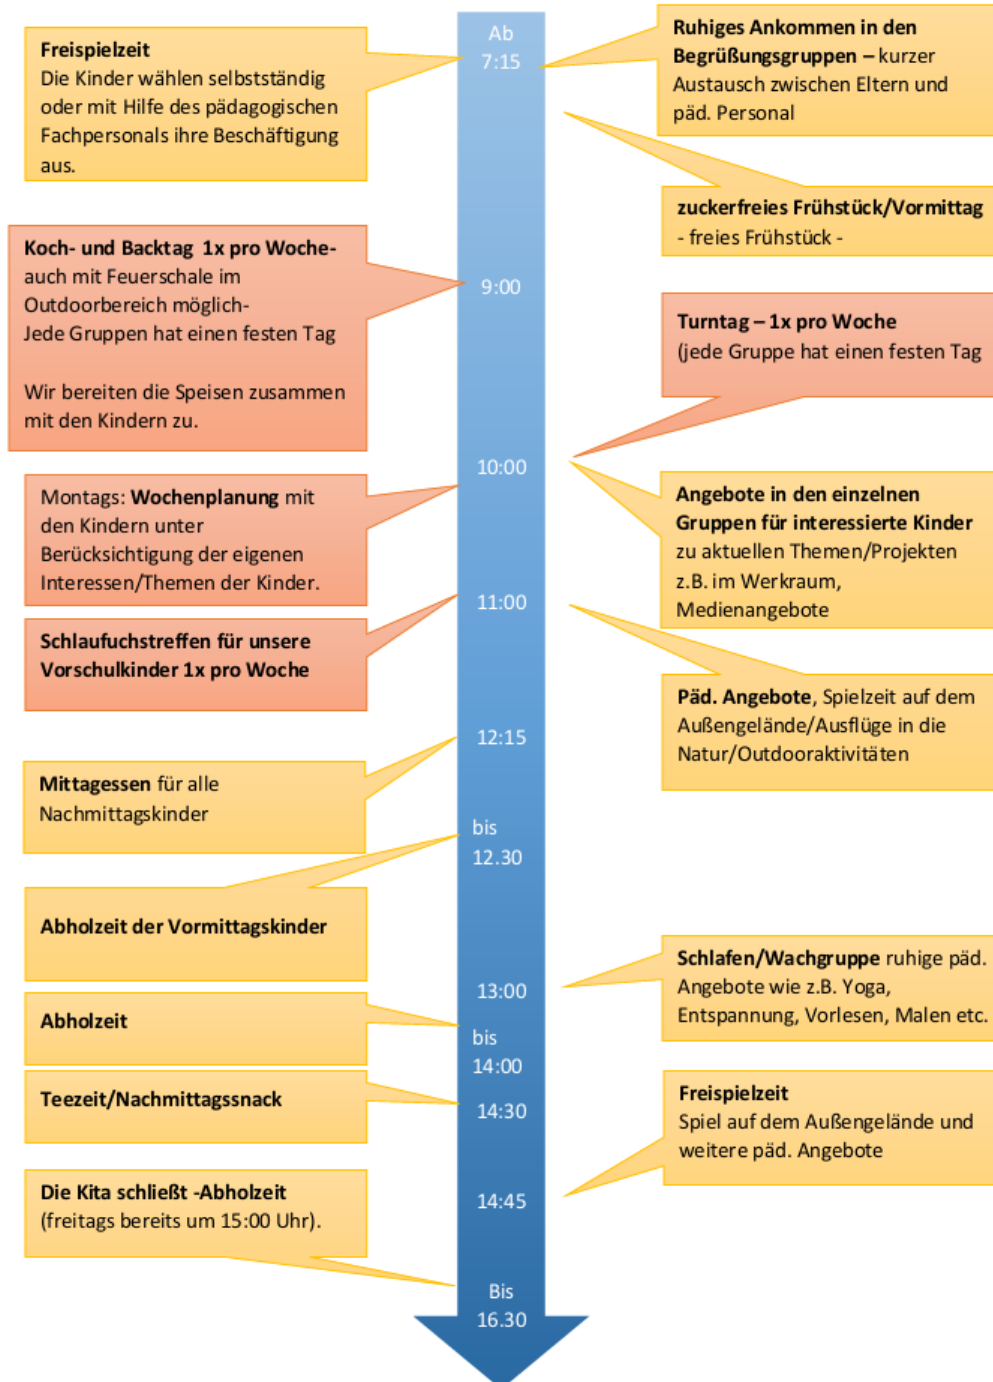 Ab
7:15
Freispielzeit
Die Kinder wählen selbstständig
oder mit Hilfe des pädagogischen
Fachpersonals ihre Beschäftigung
aus.
Ruhiges Ankommen in den
Begrüßungsgruppen – kurzer
Austausch zwischen Eltern und
päd. Personal
zuckerfreies Frühstück/Vormittag
- freies Frühstück -
Koch- und Backtag 1x pro Woche-
auch mit Feuerschale im
Outdoorbereich möglich-
Jede Gruppen hat einen festen Tag
Wir bereiten die Speisen zusammen
mit den Kindern zu.
9:00
Turntag – 1x pro Woche
(jede Gruppe hat einen festen Tag
10:00
Montags: Wochenplanung mit
den Kindern unter
Berücksichtigung der eigenen
Interessen/Themen der Kinder.
Angebote in den einzelnen
Gruppen für interessierte Kinder
zu aktuellen Themen/Projekten
z.B. im Werkraum,
Medienangebote
11:00
Schlaufuchstreffen für unsere
Vorschulkinder 1x pro Woche
Päd. Angebote, Spielzeit auf dem
Außengelände/Ausflüge in die
Natur/Outdooraktivitäten
12:15
Mittagessen für alle
Nachmittagskinder
bis
12.30
Abholzeit der Vormittagskinder
Schlafen/Wachgruppe ruhige päd.
Angebote wie z.B. Yoga,
Entspannung, Vorlesen, Malen etc.
13:00
Abholzeit
bis
14:00
Teezeit/Nachmittagssnack
14:30
Freispielzeit
Spiel auf dem Außengelände und
weitere päd. Angebote
14:45
Die Kita schließt -Abholzeit
(freitags bereits um 15:00 Uhr).
Bis
16.30